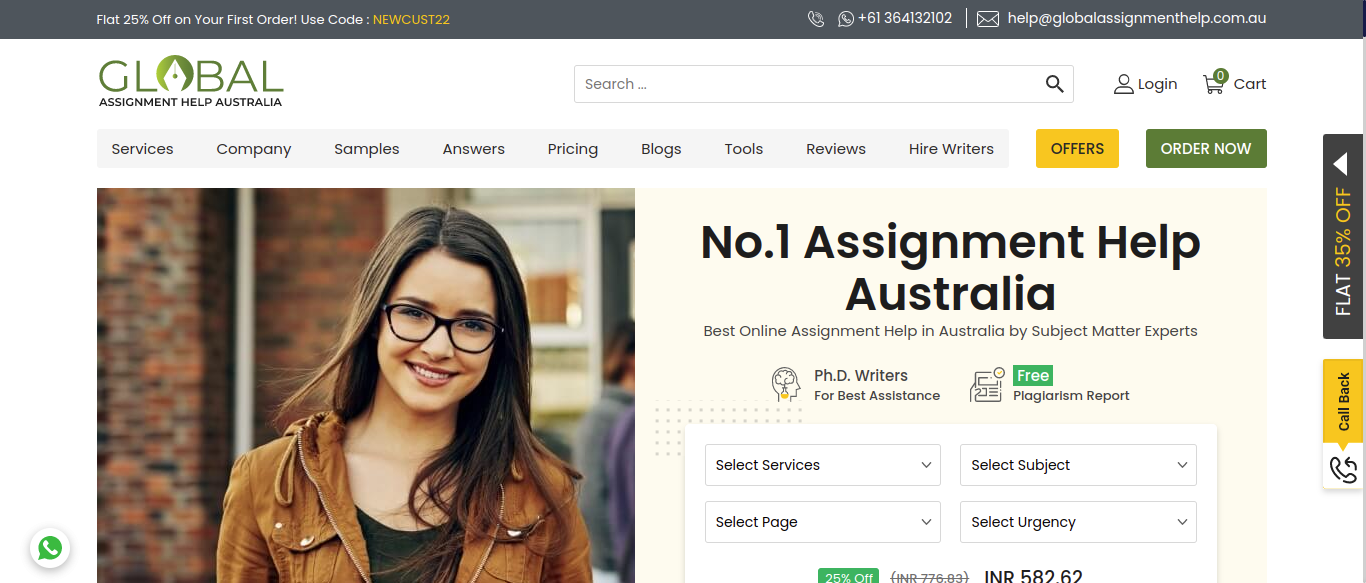 Flat 25% Off on Your First Order! Use Code : NEWCUST22
+61 364132102
help@globalassignmenthelp.com.au
GLOBAL
ASSIGNMENT HELP AUSTRALIA
Search ...
Login
0
Cart
Services
Company
Samples
Answers
Pricing
Blogs
Tools
Reviews
Hire Writers
OFFERS
ORDER NOW
FLAT 35% OFF
No.1 Assignment Help
Australia
Best Online Assignment Help in Australia by Subject Matter Experts
Ph.D. Writers
For Best Assistance
Free
Plagiarism Report
Call Back
Select Services
Select Subject
Select Page
Select Urgency
25% Off
(INR 776.83)
INR 582.62